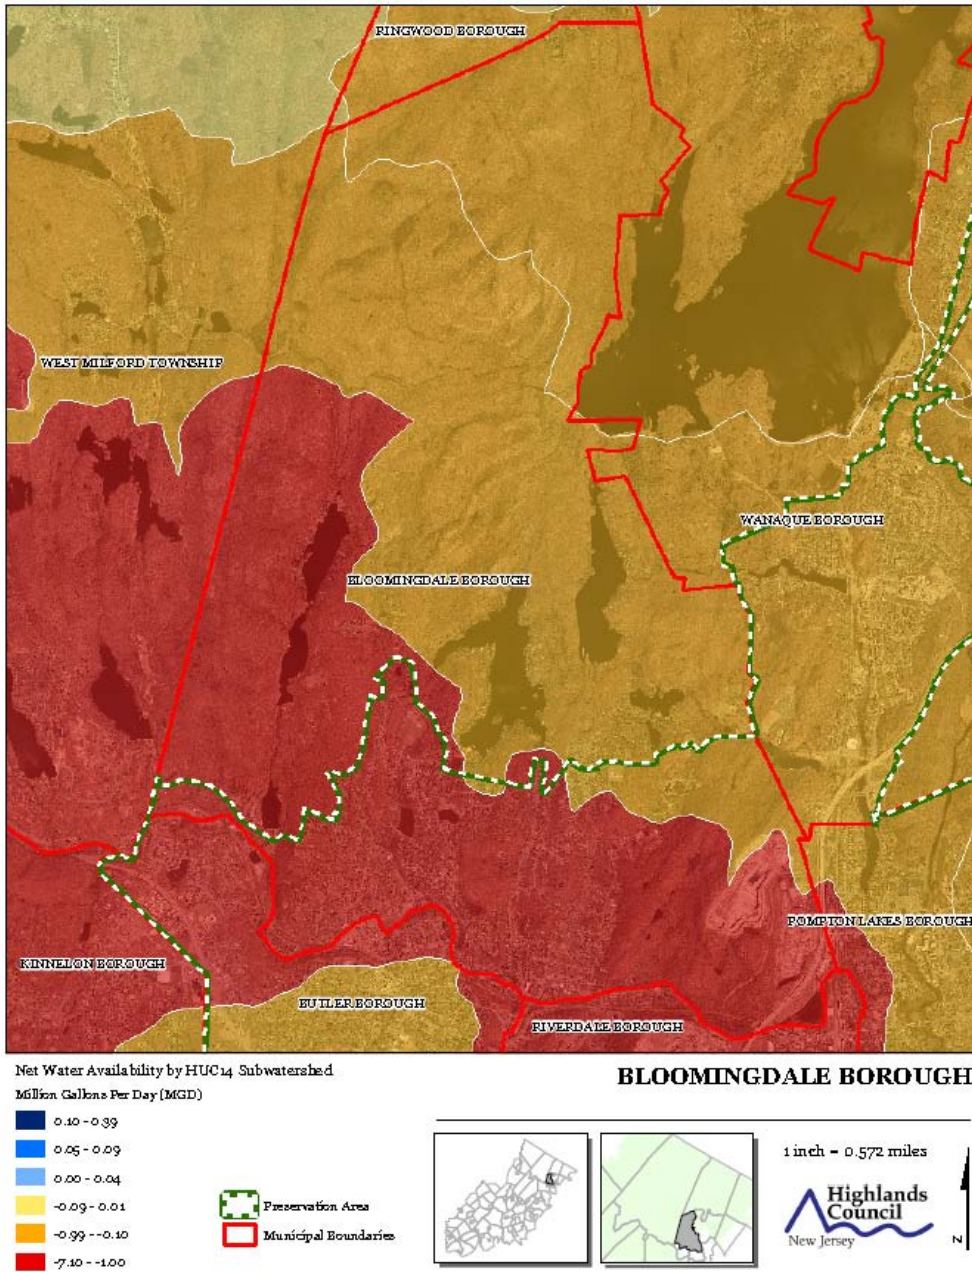 RINGWOOD BOROUGH
WEST MILFORD TOWNSHIP
WANAQUE BOROUGH
BLOOMINGDALE BOROUGH
POMPTON LAKES BOROUGH
KINNELON BOROUGH
BUTLER BOROUGH
RIVERDALE BOROUGH
Net Water Availability by HUC14 Subwatershed
Million Gallons Per Day (MGD)
0.10 - 0.39
0.05 - 0.09
0.00 - 0.04
-0.09 - 0.01
-0.99 - -0.10
-7.10 - -1.00
Preservation Area
Municipal Boundaries
BLOOMINGDALE BOROUGH
1 inch = 0.572 miles
Highlands
Council
New Jersey
N